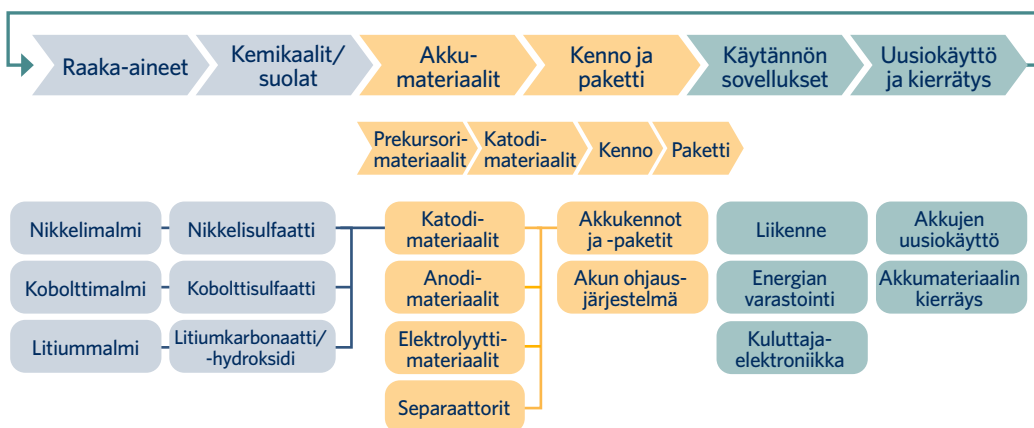 Raaka-aineet
Kemikaalit/
suolat
Akku-
materiaalit
Kenno ja
paketti
Käytännön
sovellukset
Uusiokäyttö
ja kierrätys
Prekursori-
materiaalit
Katodi-
materiaalit
Kenno
Paketti
Nikkelimalmi
Nikkelisulfaatti
Katodi-
materiaalit
Akkukennot
ja -paketit
Liikenne
Akkujen
uusiokäyttö
Kobolttimalmi
Kobolttisulfaatti
Anodi-
materiaalit
Akun ohjaus-
järjestelmä
Energian
varastointi
Akkumateriaalin
kierräys
Litiummalmi
Litiumkarbonaatti/
-hydroksidi
Elektrolyytti-
materiaalit
Kuluttaja-
elektroniikka
Separaattorit